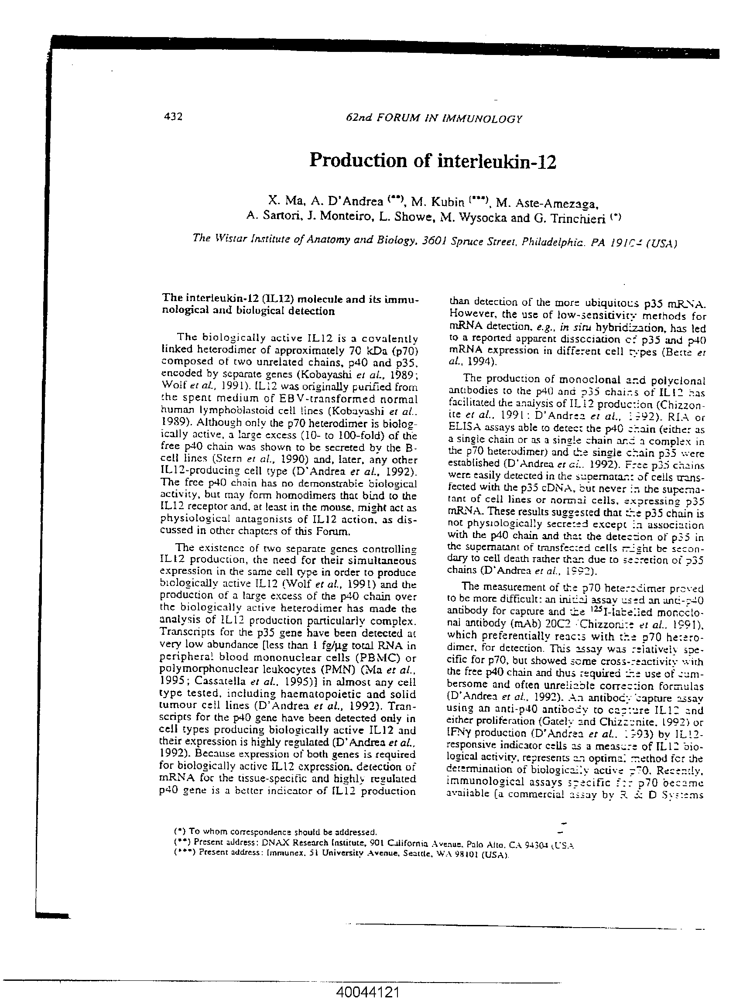 432
62nd FORUM IN IMMUNOLOGY
Production of interleukin-12
X. Ma, A. D'Andrea (**), M. Kubin (***), M. Aste-Amezaga,
A. Sartori, J. Monteiro, L. Showe, M. Wysocka and G. Trinchieri (*)
The Wistar Institute of Anatomy and Biology, 3601 Spruce Street, Philadelphia, PA 19104 (USA)
The interleukin-12 (IL12) molecule and its immu-
nological and biological detection
The biologically active IL12 is a covalently
linked heterodimer of approximately 70 kDa (p70)
composed of two unrelated chains, p40 and p35,
encoded by separate genes (Kobayashi et al., 1989;
Wolf et al., 1991). IL12 was originally purified from
the spent medium of EBV-transformed normal
human lymphoblastoid cell lines (Kobayashi et al.,
1989). Although only the p70 heterodimer is biolog-
ically active, a large excess (10- to 100-fold) of the
free p40 chain was shown to be secreted by the B-
cell lines (Stern et al., 1990) and, later, any other
IL12-producing cell type (D'Andrea et al., 1992).
The free p40 chain has no demonstrable biological
activity, but may form homodimers that bind to the
IL12 receptor and, at least in the mouse, might act as
physiological antagonists of IL12 action, as dis-
cussed in other chapters of this Forum.
The existence of two separate genes controlling
IL12 production, the need for their simultaneous
expression in the same cell type in order to produce
biologically active IL12 (Wolf et al., 1991) and the
production of a large excess of the p40 chain over
the biologically active heterodimer has made the
analysis of IL12 production particularly complex.
Transcripts for the p35 gene have been detected at
very low abundance [less than 1 fg/µg total RNA in
peripheral blood mononuclear cells (PBMC) or
polymorphonuclear leukocytes (PMN) (Ma et al.,
1995; Cassatella et al., 1995)] in almost any cell
type tested, including haematopoietic and solid
tumour cell lines (D'Andrea et al., 1992). Tran-
scripts for the p40 gene have been detected only in
cell types producing biologically active IL12 and
their expression is highly regulated (D'Andrea et al.,
1992). Because expression of both genes is required
for biologically active IL12 expression, detection of
mRNA for the tissue-specific and highly regulated
p40 gene is a better indicator of IL12 production
than detection of the more ubiquitous p35 mRNA.
However, the use of low-sensitivity methods for
mRNA detection, e.g., in situ hybridization, has led
to a reported apparent dissociation of p35 and p40
mRNA expression in different cell types (Bette et
al., 1994).
The production of monoclonal and polyclonal
antibodies to the p40 and p35 chains of IL12 has
facilitated the analysis of IL12 production (Chizzon-
ite et al., 1991; D'Andrea et al., 1992). RIA or
ELISA assays able to detect the p40 chain (either as
a single chain or as a single chain and a complex in
the p70 heterodimer) and the single chain p35 were
established (D'Andrea et al., 1992). Free p35 chains
were easily detected in the supernatant of cells trans-
fected with the p35 cDNA, but never in the superna-
tant of cell lines or normal cells, expressing p35
mRNA. These results suggested that the p35 chain is
not physiologically secreted except in association
with the p40 chain and that the detection of p35 in
the supernatant of transfected cells might be secon-
dary to cell death rather than due to secretion of p35
chains (D'Andrea et al., 1992).
The measurement of the p70 heterodimer proved
to be more difficult: an initial assay used an anti-p40
antibody for capture and the 125I-labelled monoclo-
nal antibody (mAb) 20C2 (Chizzonite et al., 1991),
which preferentially reacts with the p70 hetero-
dimer, for detection. This assay was relatively spe-
cific for p70, but showed some cross-reactivity with
the free p40 chain and thus required the use of cum-
bersome and often unreliable correction formulas
(D'Andrea et al., 1992). An antibody capture assay
using an anti-p40 antibody to capture IL12 and
either proliferation (Gately and Chizzonite, 1992) or
IFNγ production (D'Andrea et al., 1993) by IL12-
responsive indicator cells as a measure of IL12 bio-
logical activity, represents an optimal method for the
determination of biologically active p70. Recently,
immunological assays specific for p70 became
available (a commercial assay by R & D Systems
(*) To whom correspondence should be addressed.
(**) Present address: DNAX Research Institute, 901 California Avenue, Palo Alto, CA 94304 (USA
(***) Present address: Immunex, 51 University Avenue, Seattle, WA 98101 (USA).
40044121